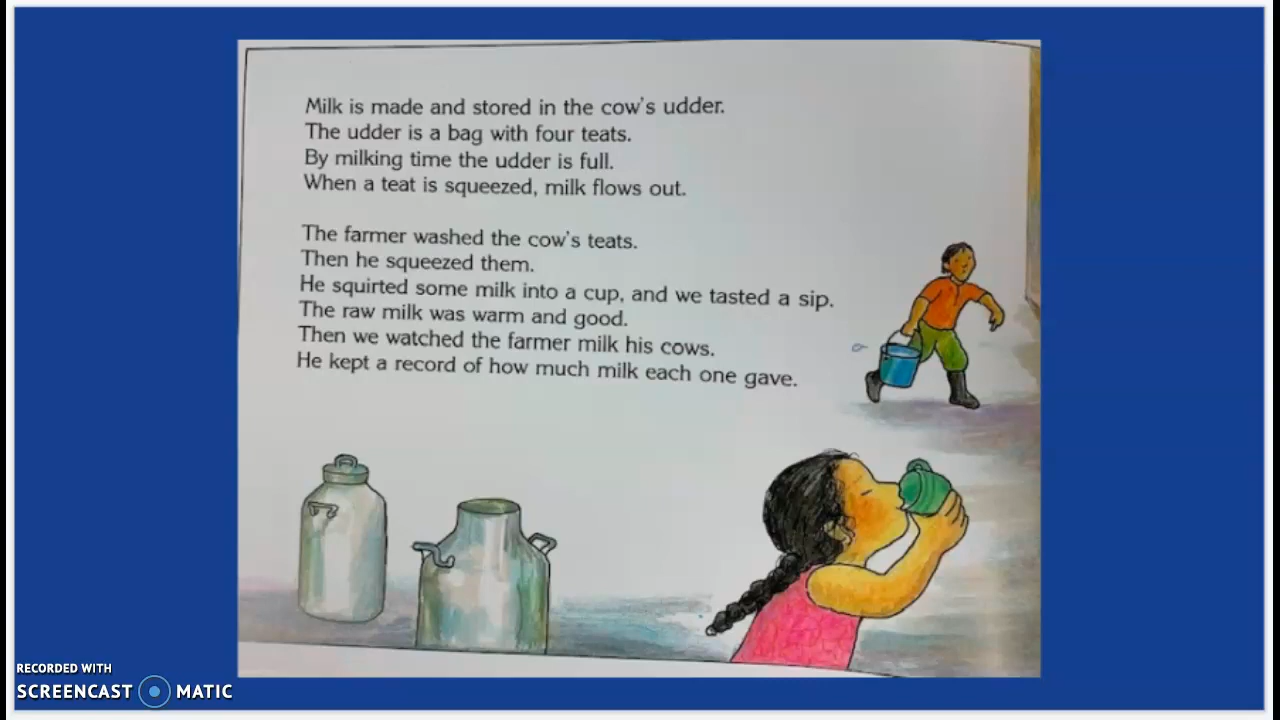 Milk is made and stored in the cow's udder.
The udder is a bag with four teats.
By milking time the udder is full.
When a teat is squeezed, milk flows out.
The farmer washed the cow's teats.
Then he squeezed them.
He squirted some milk into a cup, and we tasted a sip.
The raw milk was warm and good.
Then we watched the farmer milk his cows.
He kept a record of how much milk each one gave.
RECORDED WITH
SCREENCAST MATIC